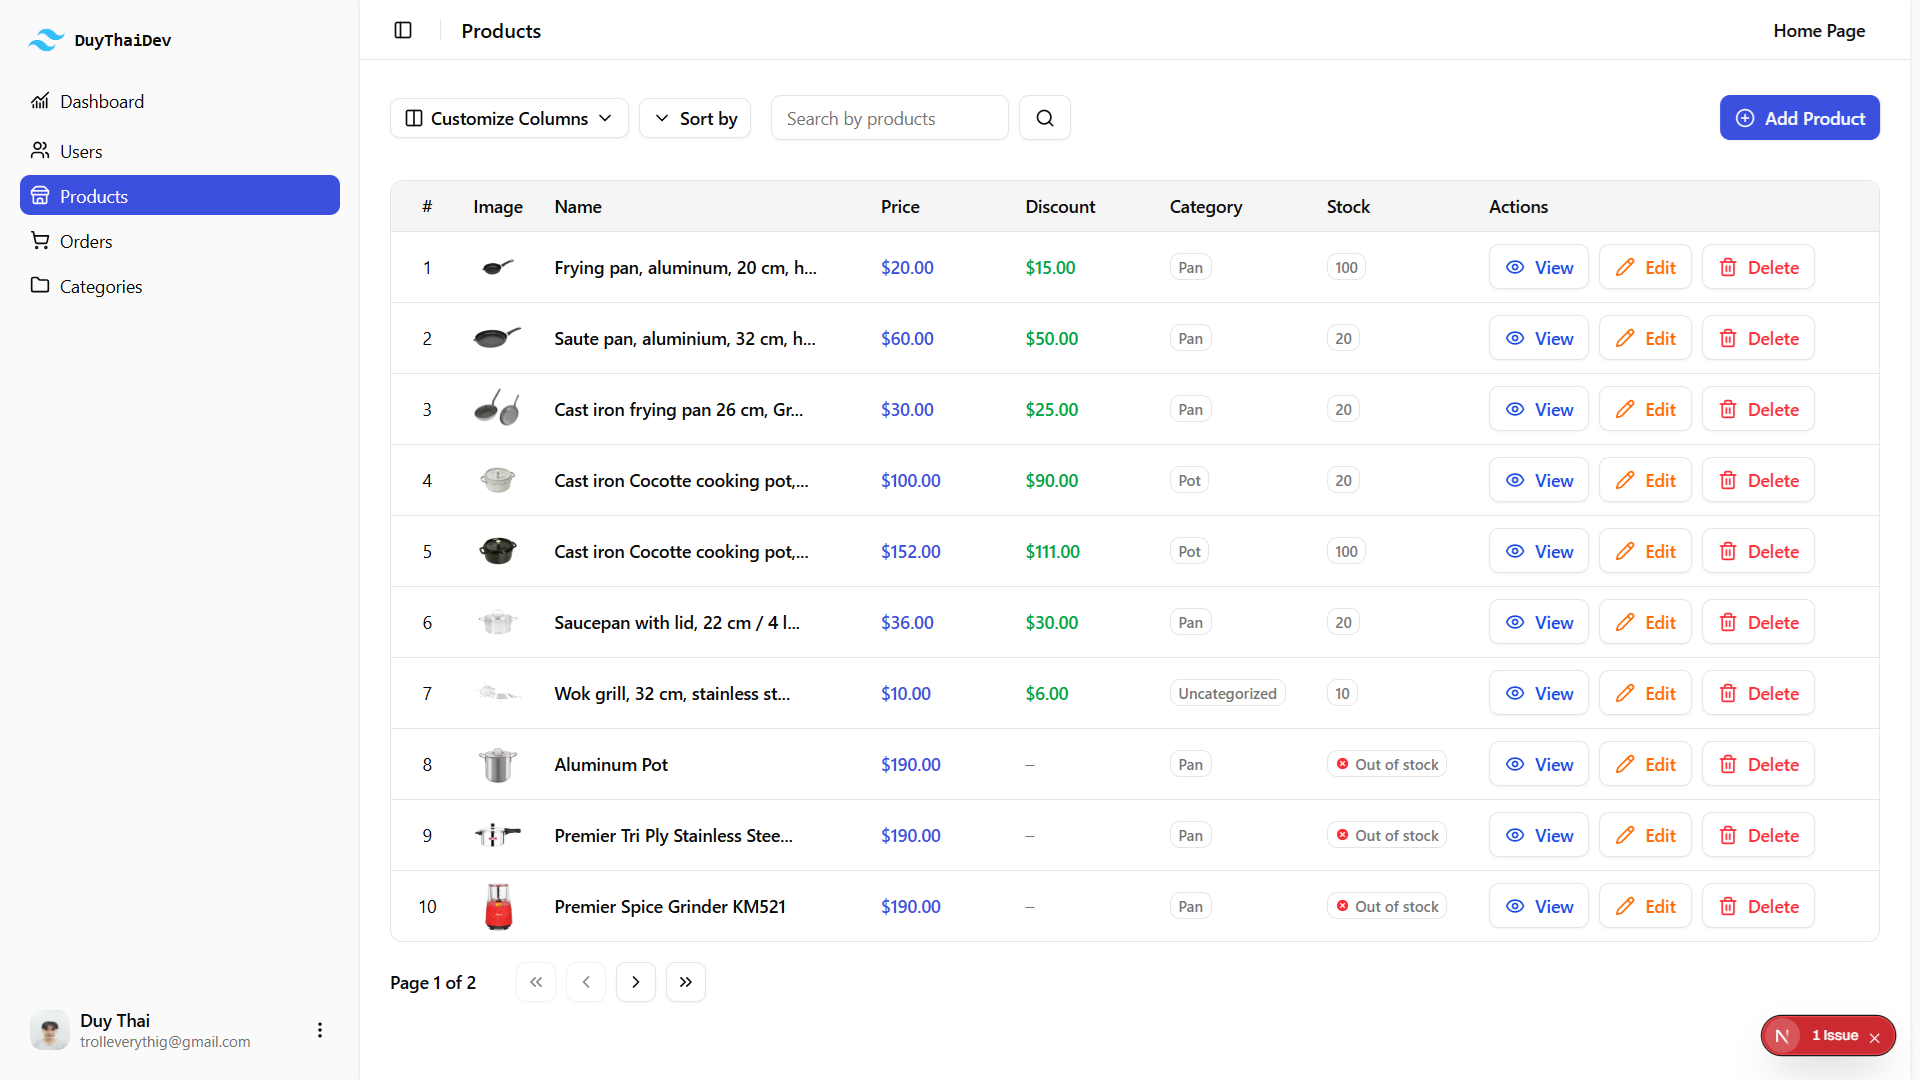 DuyThaiDev
Dashboard
Users
Products
Orders
Categories
Duy Thai
trolleverythig@gmail.com
Products
Home Page
Customize Columns
Sort by
Search by products
Add Product
# Image Name Price Discount Category Stock Actions
1 Frying pan, aluminum, 20 cm, h... $20.00 $15.00 Pan 100 View Edit Delete
2 Saute pan, aluminium, 32 cm, h... $60.00 $50.00 Pan 20 View Edit Delete
3 Cast iron frying pan 26 cm, Gr... $30.00 $25.00 Pan 20 View Edit Delete
4 Cast iron Cocotte cooking pot,... $100.00 $90.00 Pot 20 View Edit Delete
5 Cast iron Cocotte cooking pot,... $152.00 $111.00 Pot 100 View Edit Delete
6 Saucepan with lid, 22 cm / 4 l... $36.00 $30.00 Pan 20 View Edit Delete
7 Wok grill, 32 cm, stainless st... $10.00 $6.00 Uncategorized 10 View Edit Delete
8 Aluminum Pot $190.00 – Pan Out of stock View Edit Delete
9 Premier Tri Ply Stainless Stee... $190.00 – Pan Out of stock View Edit Delete
10 Premier Spice Grinder KM521 $190.00 – Pan Out of stock View Edit Delete
Page 1 of 2
N 1 Issue